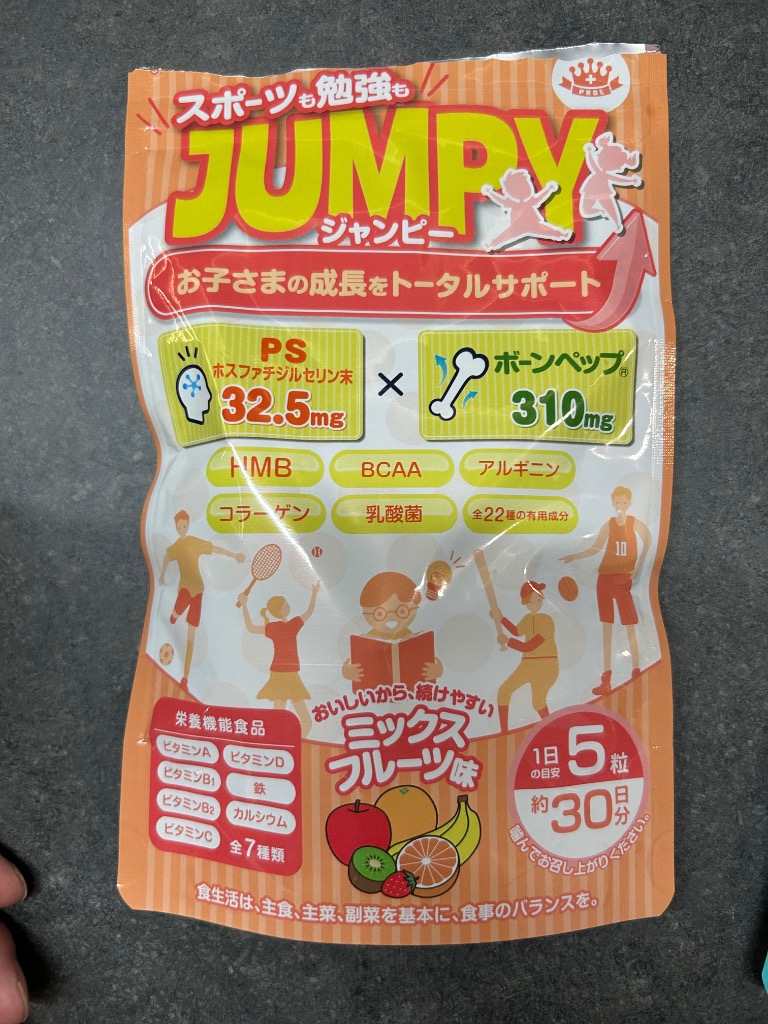 PRDE
スポーツも勉強も
JUMPY
ジャンピー
お子さまの成長をトータルサポート
PS
ホスファチジルセリン末
32.5mg
×
ボーンペップ®
310mg
HMB
BCAA
アルギニン
コラーゲン
乳酸菌
全22種の有用成分
10
おいしいから、続けやすい
ミックス
フルーツ味
栄養機能食品
ビタミンA
ビタミンD
ビタミンB1
鉄
ビタミンB2
カルシウム
ビタミンC
全7種類
1日の目安5粒
約30日分
噛んでお召し上がりください。
食生活は、主食、主菜、副菜を基本に、食事のバランスを。